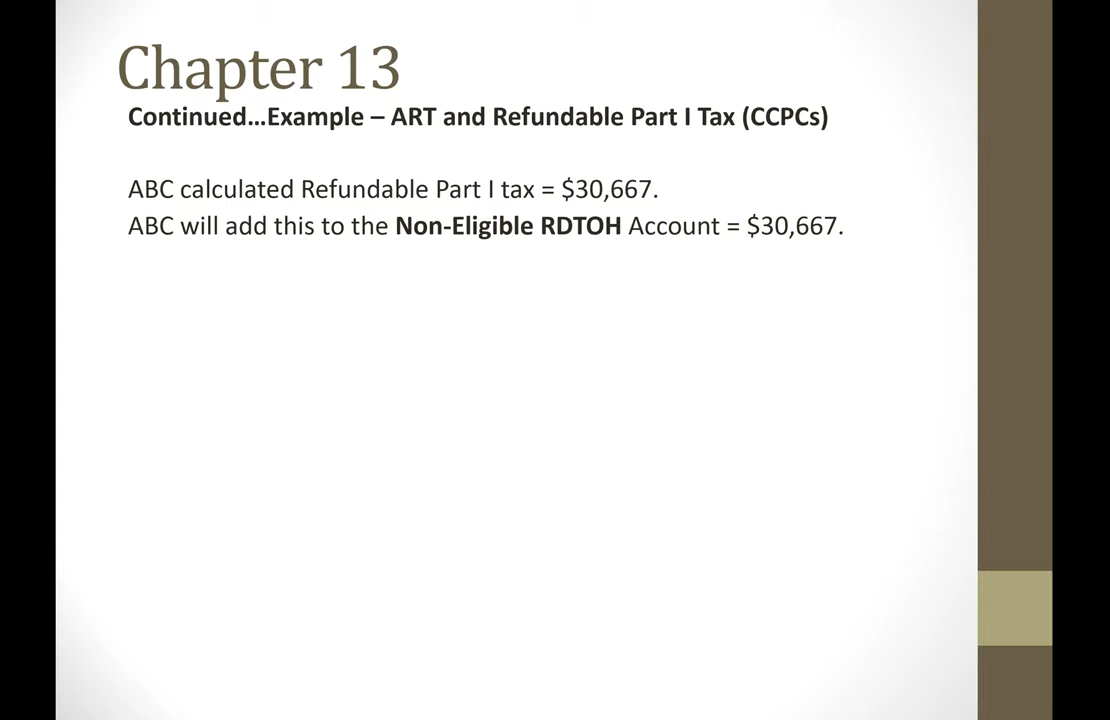 Chapter 13
Continued…Example – ART and Refundable Part I Tax (CCPCs)
ABC calculated Refundable Part I tax = $30,667.
ABC will add this to the Non-Eligible RDTOH Account = $30,667.